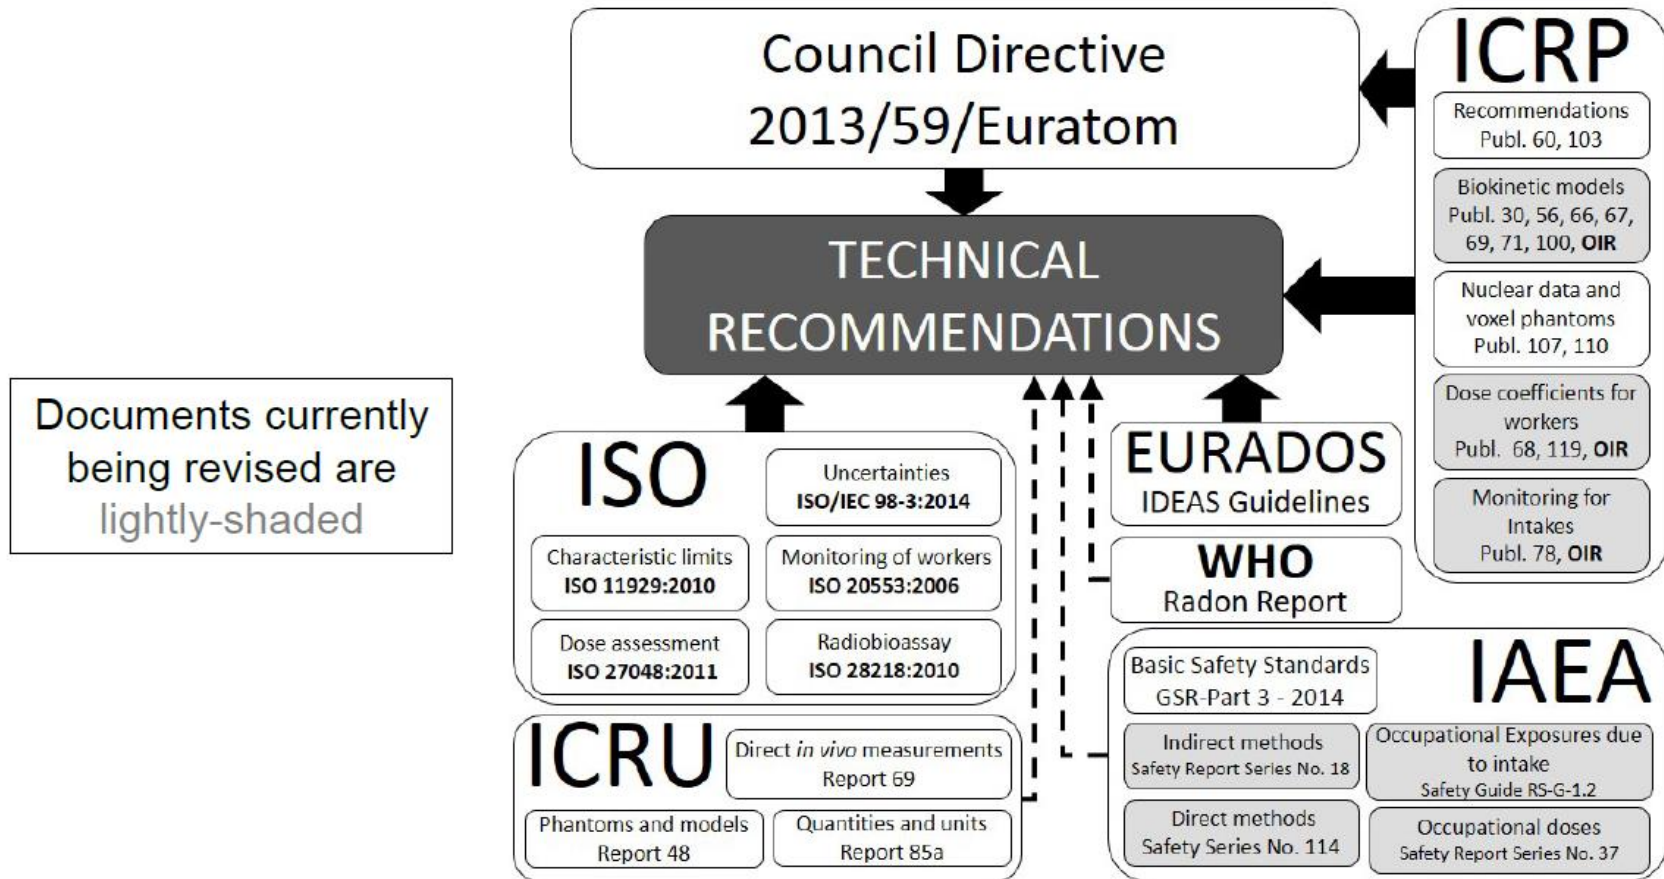 Council Directive
2013/59/Euratom
TECHNICAL
RECOMMENDATIONS
ICRP
Recommendations
Publ. 60, 103
Biokinetic models
Publ. 30, 56, 66, 67,
69, 71, 100, OIR
Nuclear data and
voxel phantoms
Publ. 107, 110
Dose coefficients for
workers
Publ. 68, 119, OIR
Monitoring for
Intakes
Publ. 78, OIR
Documents currently
being revised are
lightly-shaded
ISO
Uncertainties
ISO/IEC 98-3:2014
Characteristic limits
ISO 11929:2010
Monitoring of workers
ISO 20553:2006
Dose assessment
ISO 27048:2011
Radiobioassay
ISO 28218:2010
EURADOS
IDEAS Guidelines
WHO
Radon Report
ICRU
Direct in vivo measurements
Report 69
Phantoms and models
Report 48
Quantities and units
Report 85a
IAEA
Basic Safety Standards
GSR-Part 3 - 2014
Indirect methods
Safety Report Series No. 18
Occupational Exposures due
to intake
Safety Guide RS-G-1.2
Direct methods
Safety Series No. 114
Occupational doses
Safety Report Series No. 37